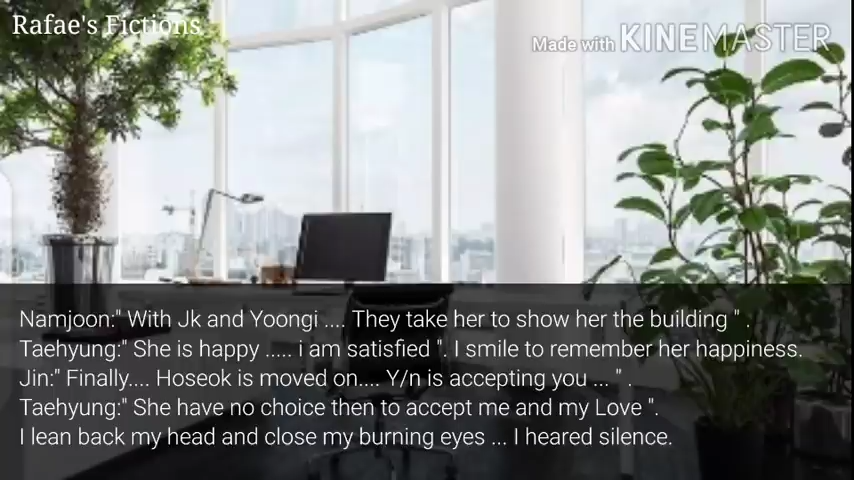 Rafae's Fictions
Made with KINEMASTER
Namjoon:" With Jk and Yoongi .... They take her to show her the building " .
Taehyung:" She is happy ..... i am satisfied ". I smile to remember her happiness.
Jin:" Finally.... Hoseok is moved on.... Y/n is accepting you ... " .
Taehyung:" She have no choice then to accept me and my Love ".
I lean back my head and close my burning eyes ... I heared silence.